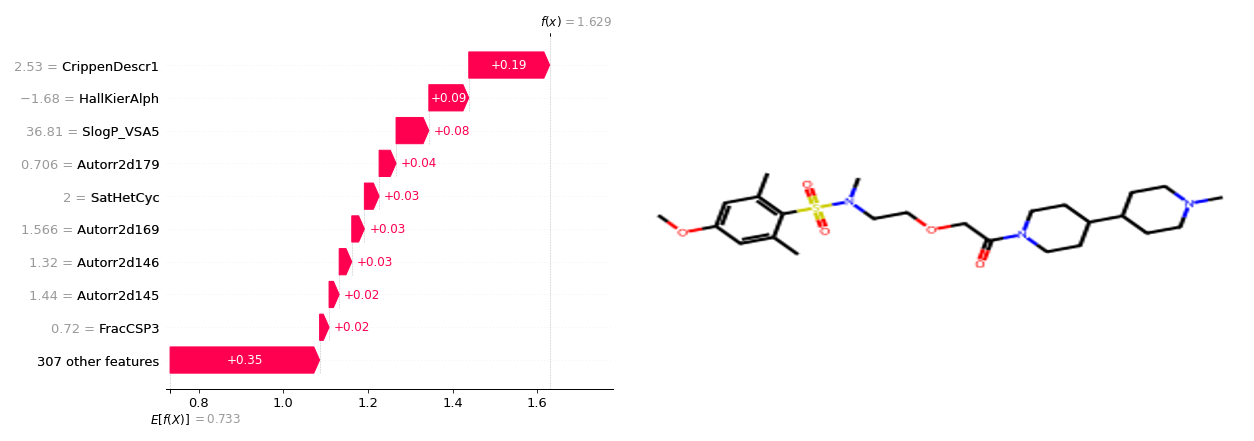 f(x) = 1.629
2.53 = CrippenDescr1
+0.19
−1.68 = HallKierAlph
+0.09
36.81 = SlogP_VSA5
+0.08
0.706 = Autorr2d179
+0.04
2 = SatHetCyc
+0.03
1.566 = Autorr2d169
+0.03
1.32 = Autorr2d146
+0.03
1.44 = Autorr2d145
+0.02
0.72 = FracCSP3
+0.02
307 other features
+0.35
0.8 1.0 1.2 1.4 1.6
E[f(X)] = 0.733
O
O
S
O
N
O
O
N
N